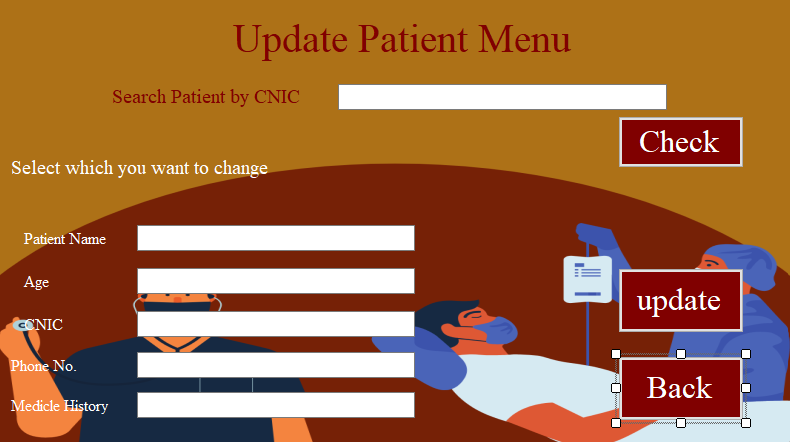 Update Patient Menu
Search Patient by CNIC
Check
Select which you want to change
Patient Name
Age
update
CNIC
Phone No.
Back
Medicle History